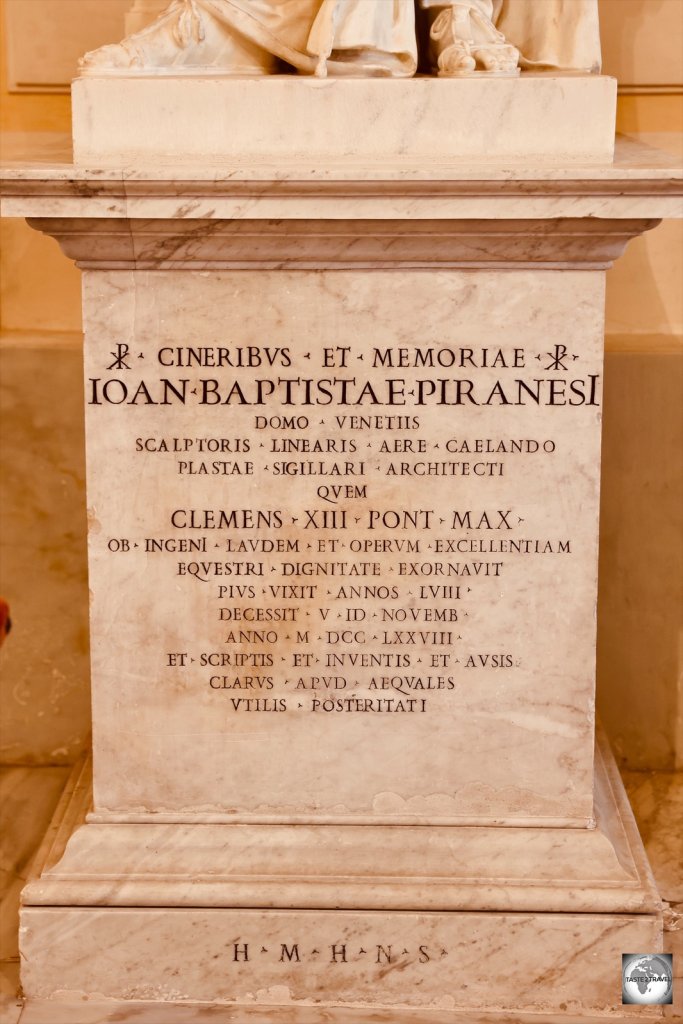 ☧ · CINERIBVS · ET · MEMORIAE · ☧
IOAN · BAPTISTAE · PIRANESI
DOMO · VENETIIS
SCALPTORIS · LINEARIS · AERE · CAELANDO
PLASTAE · SIGILLARI · ARCHITECTI
QVEM
CLEMENS · XIII · PONT · MAX ·
OB · INGENI · LAVDEM · ET · OPERVM · EXCELLENTIAM
EQVESTRI · DIGNITATE · EXORNAVIT
PIVS · VIXIT · ANNOS · LVIII ·
DECESSIT · V · ID · NOVEMB ·
ANNO · M · DCC · LXXVIII ·
ET · SCRIPTIS · ET · INVENTIS · ET · AVSIS
CLARVS · APVD · AEQVALES
VTILIS · POSTERITATI
H · M · H · N · S ·
TASTE2TRAVEL